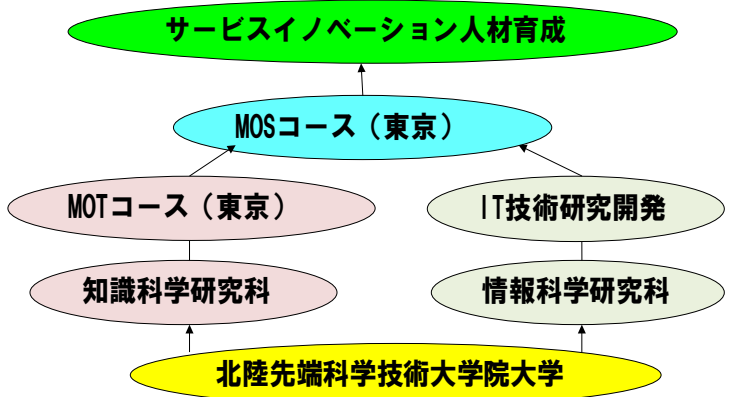 サービスイノベーション人材育成
MOSコース（東京）
MOTコース（東京）
IT技術研究開発
知識科学研究科
情報科学研究科
北陸先端科学技術大学院大学